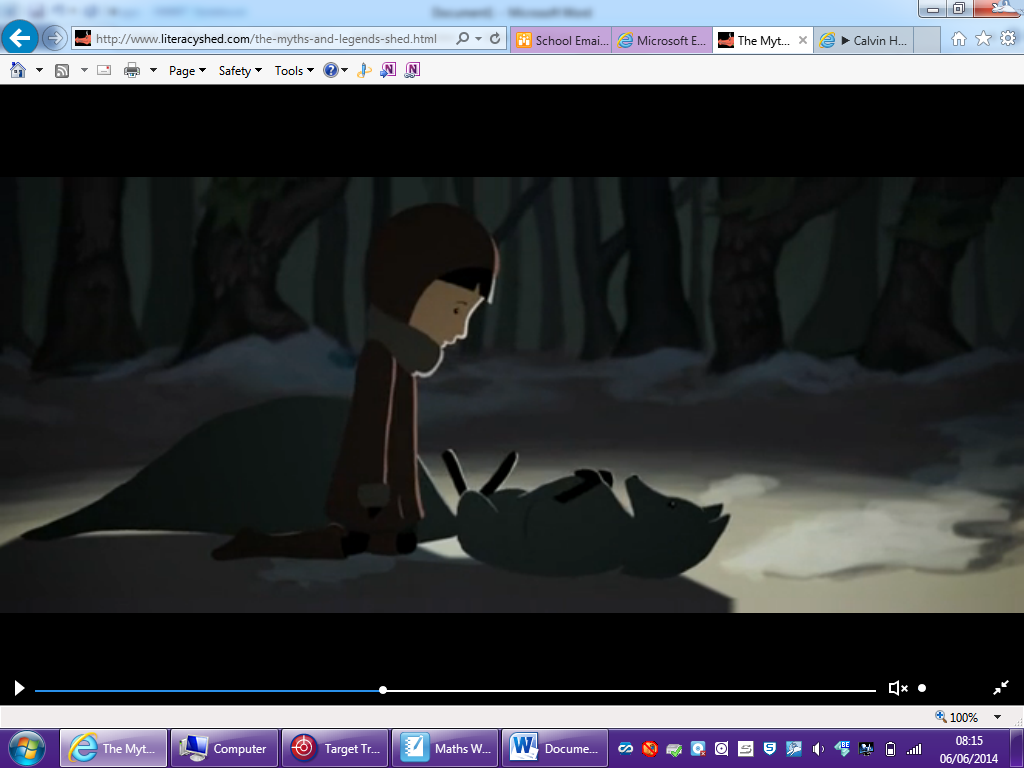 Document1 - Microsoft Word
http://www.literacyshed.com/the-myths-and-legends-shed.html
School Emai...
Microsoft E...
The Myt...
► Calvin H...
Page
Safety
Tools
100%
The Myt...
Computer
Target Tr...
Maths W...
Docume...
08:15
06/06/2014